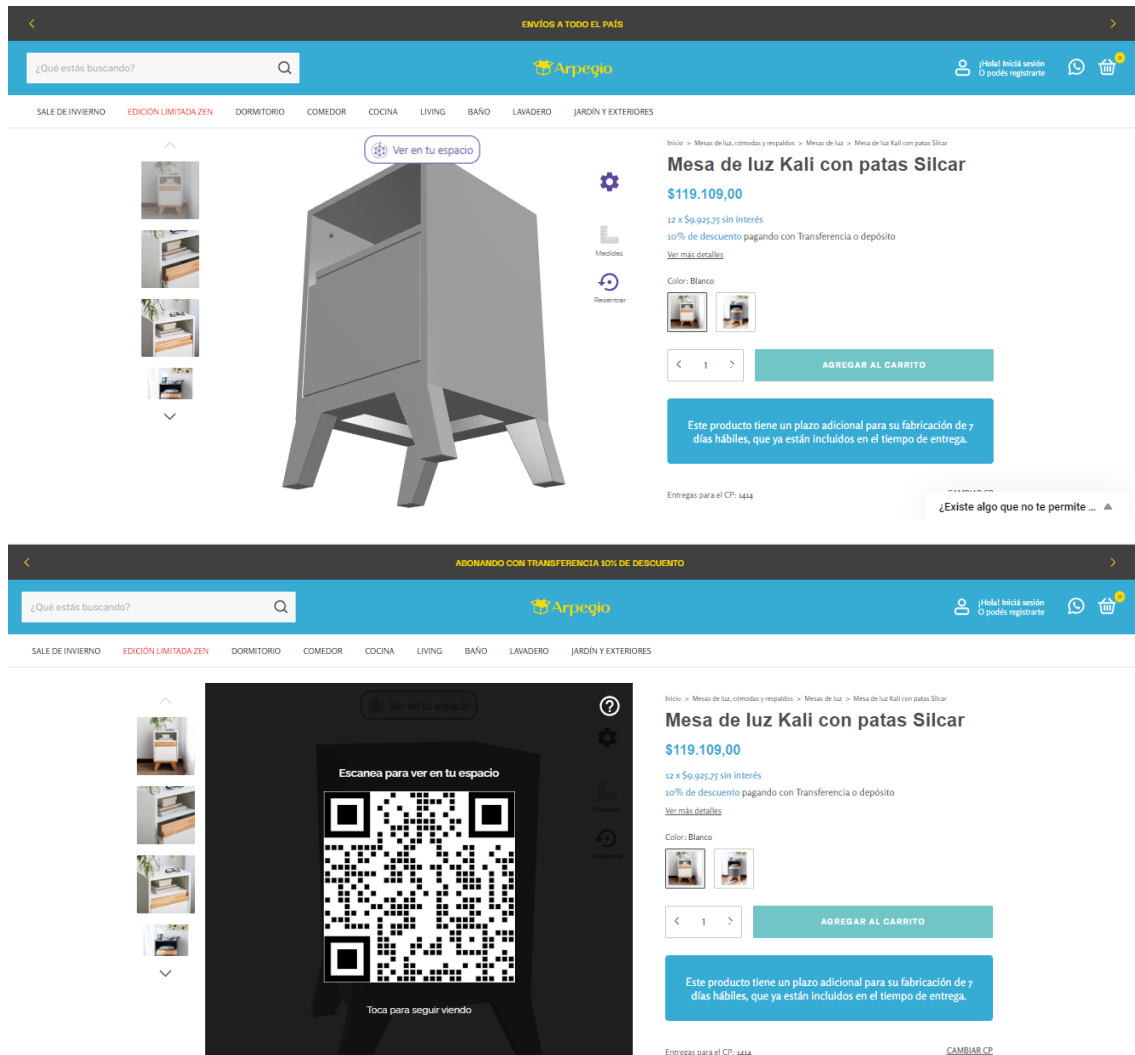 ENVÍOS A TODO EL PAÍS
¿Qué estás buscando?
Arpegio
¡Hola! Iniciá sesión
O podés registrarte
0
SALE DE INVIERNO EDICIÓN LIMITADA ZEN DORMITORIO COMEDOR COCINA LIVING BAÑO LAVADERO JARDÍN Y EXTERIORES
Ver en tu espacio
Medidas
Recentrar
Inicio > Mesas de luz, cómodas y respaldos > Mesas de luz > Mesa de luz Kali con patas Silcar
Mesa de luz Kali con patas Silcar
$119.109,00
12 x $9.925,75 sin interés
10% de descuento pagando con Transferencia o depósito
Ver más detalles
Color: Blanco
1
AGREGAR AL CARRITO
Este producto tiene un plazo adicional para su fabricación de 7
días hábiles, que ya están incluidos en el tiempo de entrega.
Entregas para el CP: 1414
CAMBIAR CP
¿Existe algo que no te permite ...
ABONANDO CON TRANSFERENCIA 10% DE DESCUENTO
¿Qué estás buscando?
Arpegio
¡Hola! Iniciá sesión
O podés registrarte
0
SALE DE INVIERNO EDICIÓN LIMITADA ZEN DORMITORIO COMEDOR COCINA LIVING BAÑO LAVADERO JARDÍN Y EXTERIORES
Ver en tu espacio
Escanea para ver en tu espacio
Medidas
Recentrar
Toca para seguir viendo
Inicio > Mesas de luz, cómodas y respaldos > Mesas de luz > Mesa de luz Kali con patas Silcar
Mesa de luz Kali con patas Silcar
$119.109,00
12 x $9.925,75 sin interés
10% de descuento pagando con Transferencia o depósito
Ver más detalles
Color: Blanco
1
AGREGAR AL CARRITO
Este producto tiene un plazo adicional para su fabricación de 7
días hábiles, que ya están incluidos en el tiempo de entrega.
Entregas para el CP: 1414
CAMBIAR CP